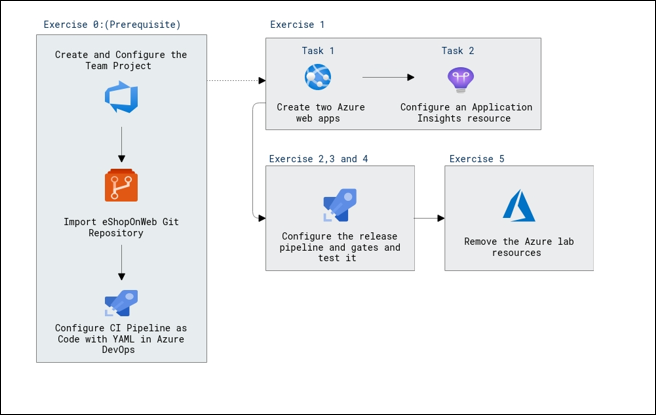 Exercise 0:(Prerequisite)
Create and Configure the
Team Project
Import eShopOnWeb Git
Repository
Configure CI Pipeline as
Code with YAML in Azure
DevOps
Exercise 1
Task 1
Create two Azure
web apps
Task 2
Configure an Application
Insights resource
Exercise 2,3 and 4
Configure the release
pipeline and gates and
test it
Exercise 5
Remove the Azure lab
resources